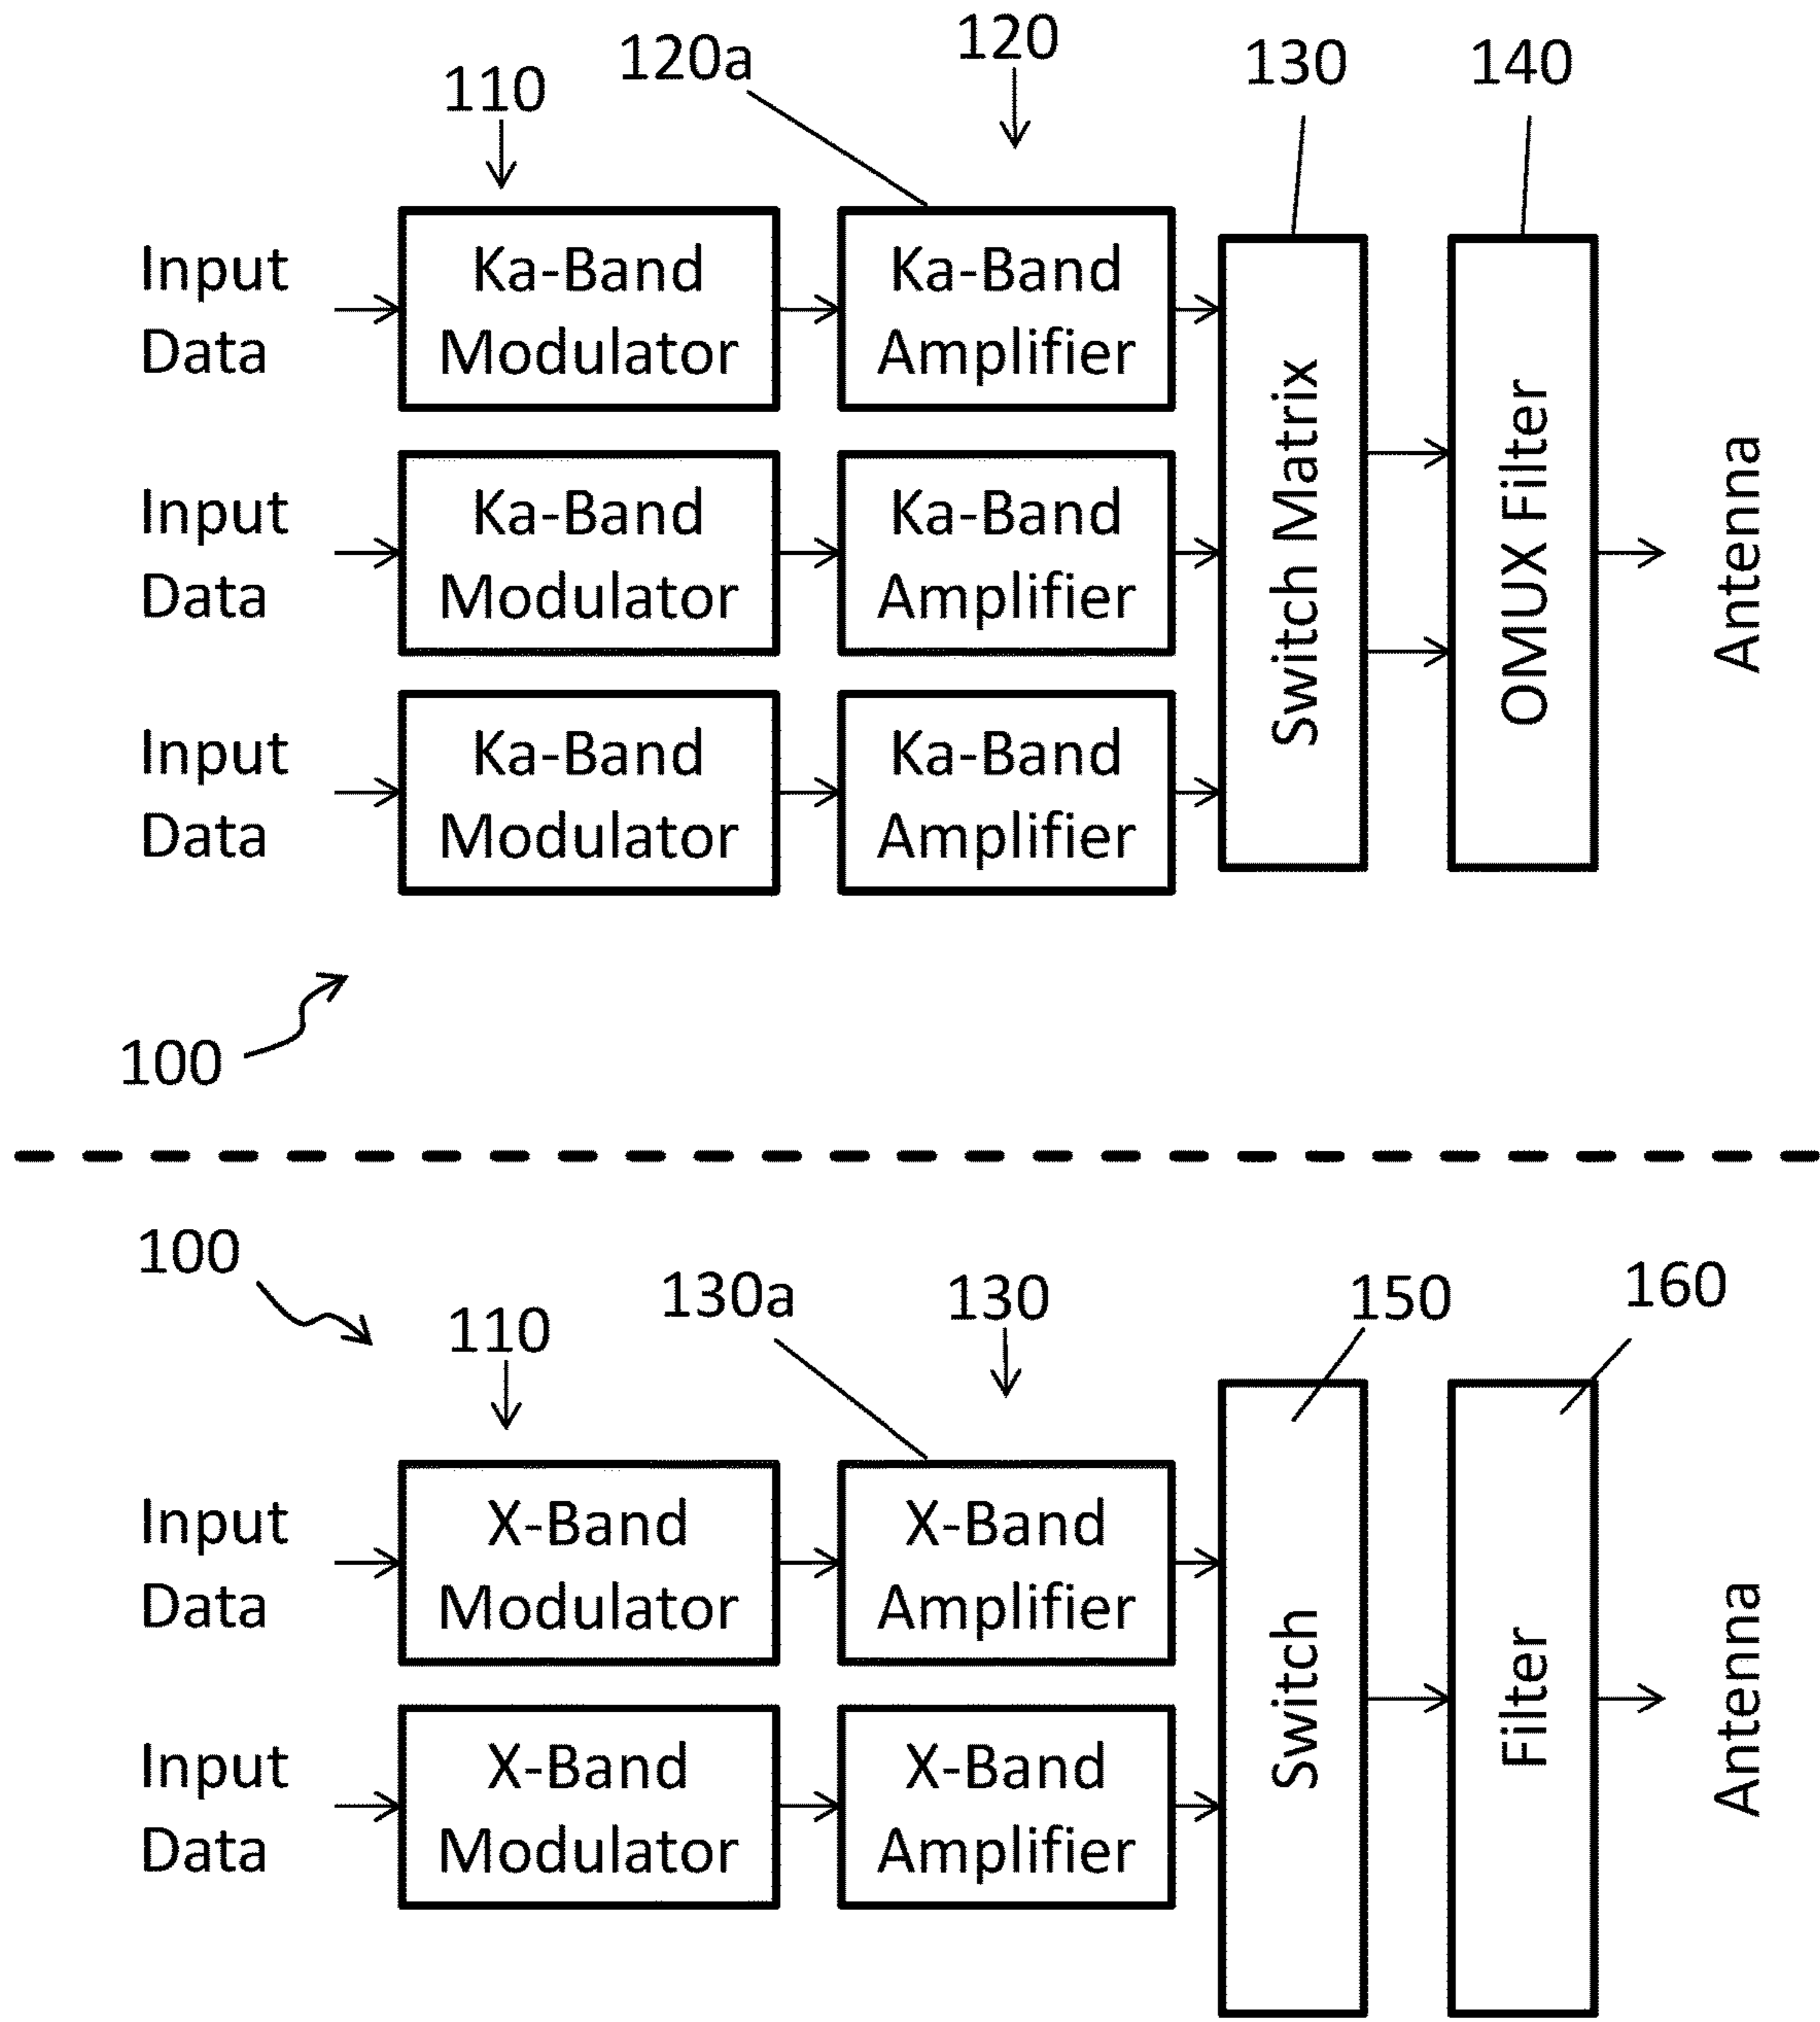 120
120a
130
140
110
Input
Data
Ka-Band
Modulator
Ka-Band
Amplifier
Input
Data
Ka-Band
Modulator
Ka-Band
Amplifier
Input
Data
Ka-Band
Modulator
Ka-Band
Amplifier
Switch Matrix
OMUX Filter
Antenna
100
100
110
130a
130
150
160
Input
Data
X-Band
Modulator
X-Band
Amplifier
Input
Data
X-Band
Modulator
X-Band
Amplifier
Switch
Filter
Antenna